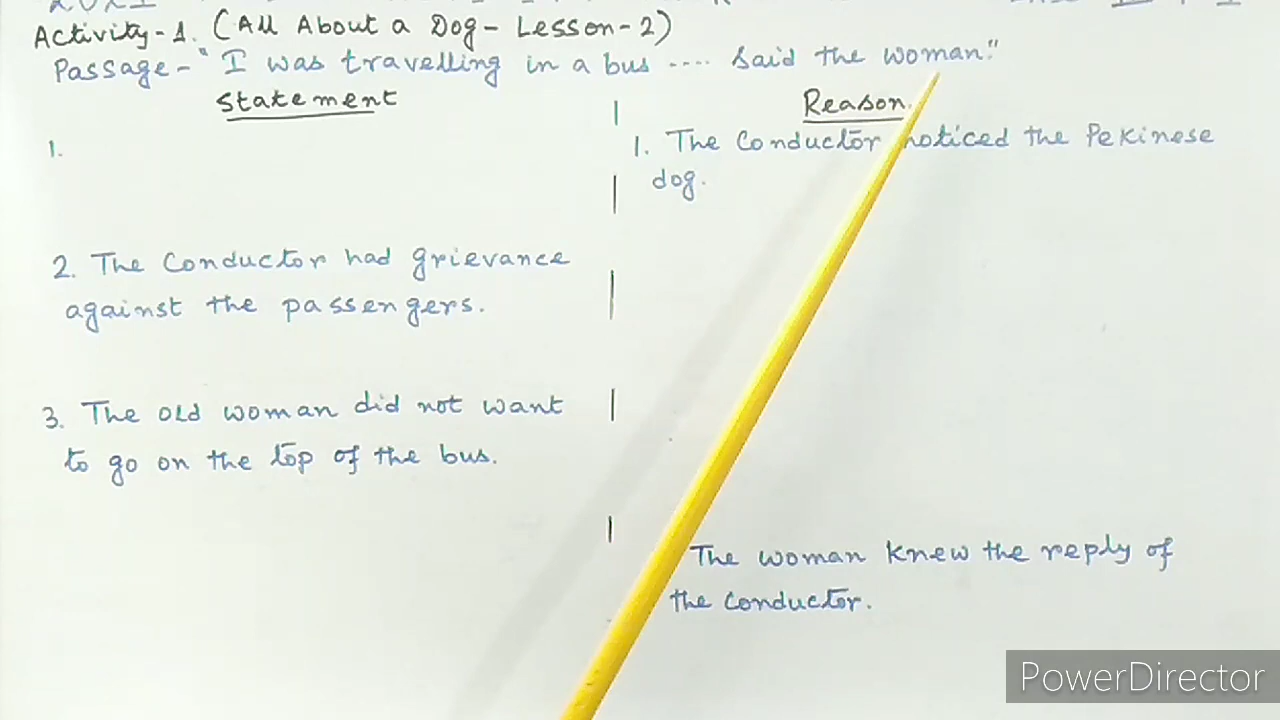 Activity-1. (All About a Dog- Lesson-2)
Passage- "I was travelling in a bus .... Said the woman."
Statement
Reason.
1.
1. The Conductor noticed the Pekinese
dog.
2. The Conductor had grievance
against the passengers.
3. The old woman did not want
to go on the top of the bus.
The woman knew the reply of
the conductor.
PowerDirector